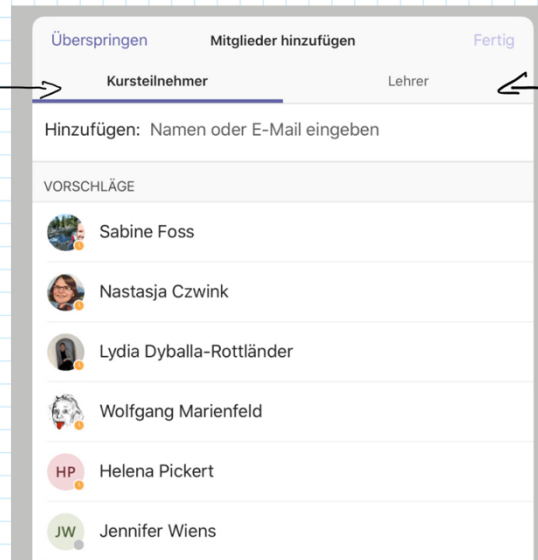 Überspringen Mitglieder hinzufügen Fertig
Kursteilnehmer Lehrer
Hinzufügen: Namen oder E-Mail eingeben
VORSCHLÄGE
Sabine Foss
Nastasja Czwink
Lydia Dyballa-Rottländer
Wolfgang Marienfeld
HP Helena Pickert
JW Jennifer Wiens